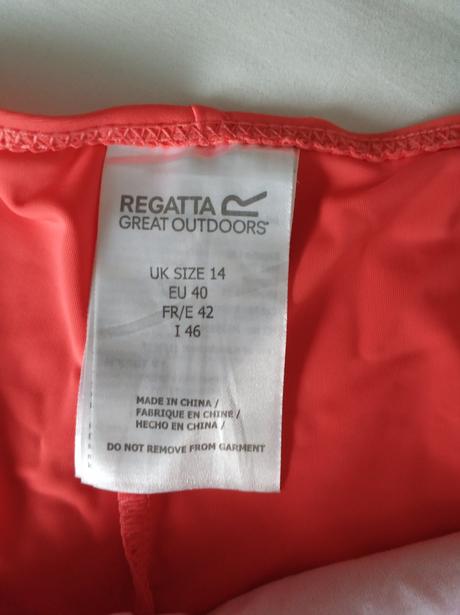 REGATTA
GREAT OUTDOORS
UK SIZE 14
EU 40
FR/E 42
I 46
MADE IN CHINA /
FABRIQUE EN CHINE /
HECHO EN CHINA /
DO NOT REMOVE FROM GARMENT